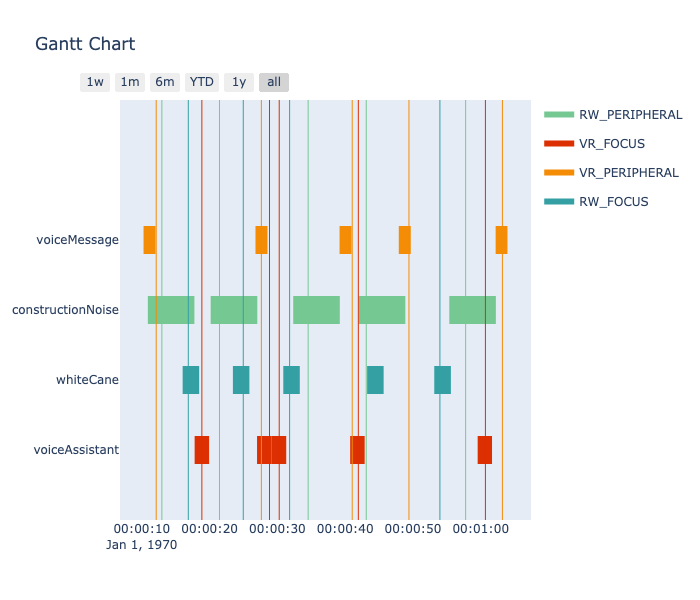 Gantt Chart
1w 1m 6m YTD 1y all
RW_PERIPHERAL
VR_FOCUS
VR_PERIPHERAL
RW_FOCUS
voiceMessage
constructionNoise
whiteCane
voiceAssistant
00:00:10 00:00:20 00:00:30 00:00:40 00:00:50 00:01:00
Jan 1, 1970